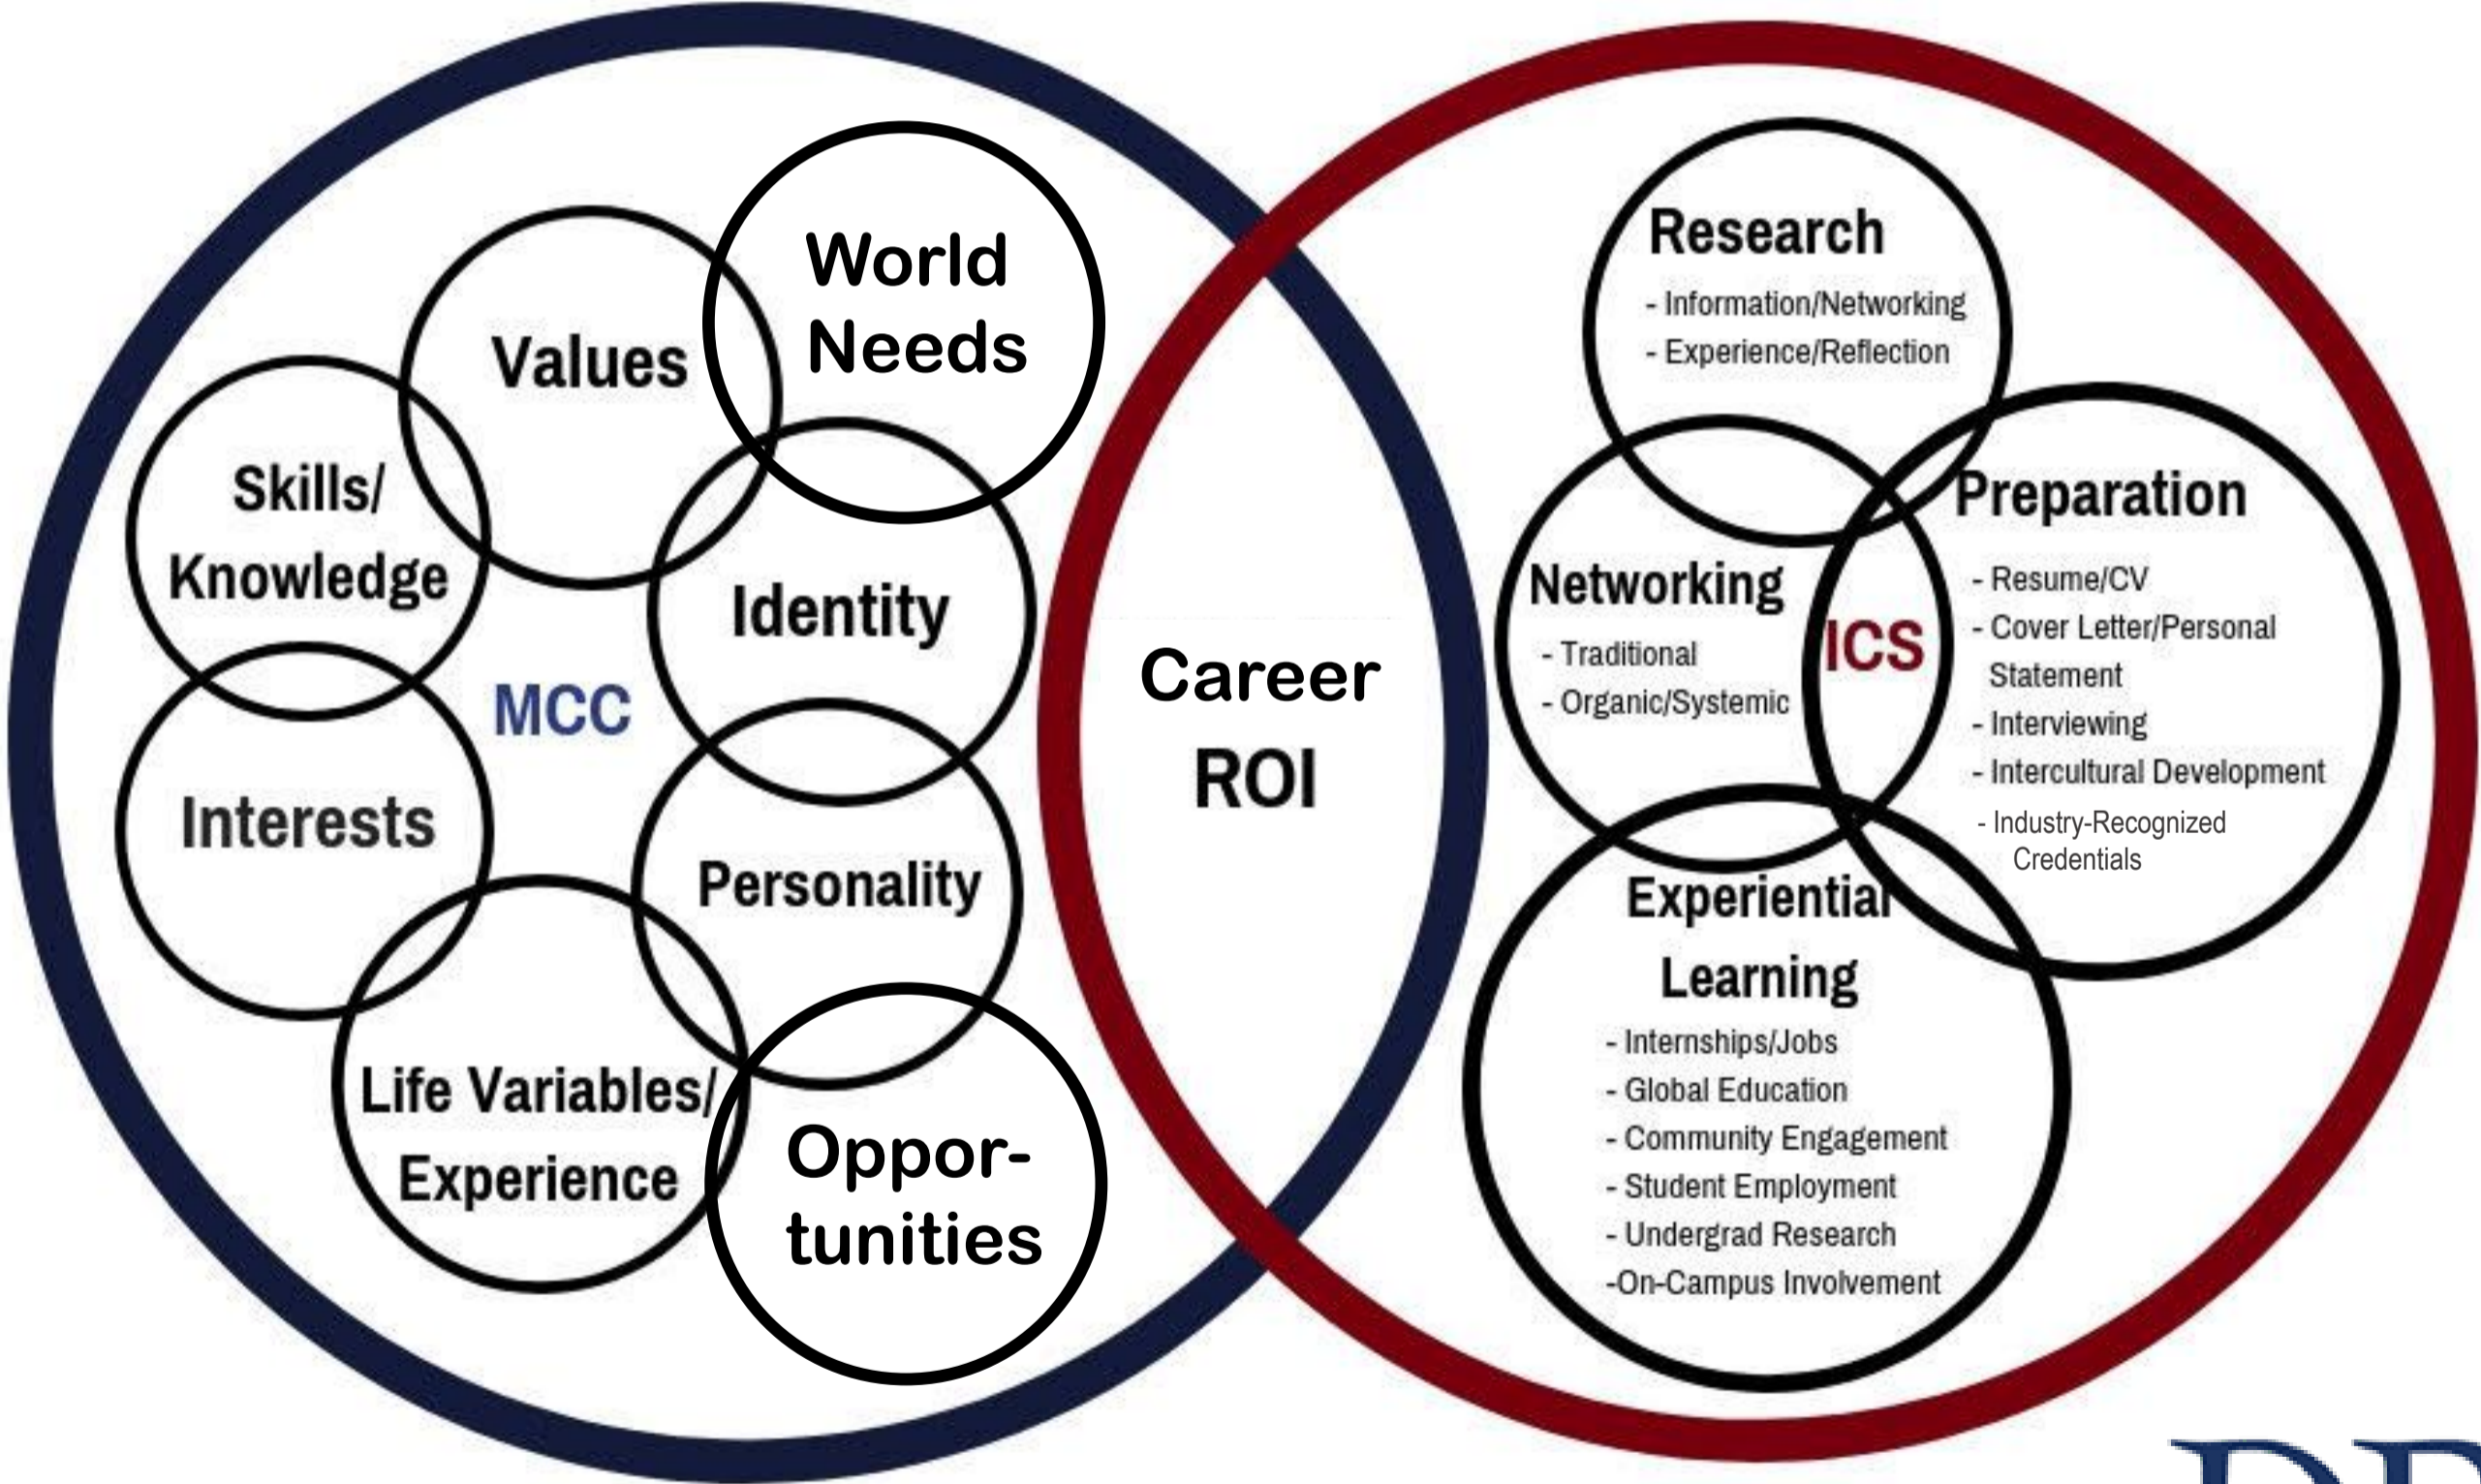 World
Needs
Values
Skills/
Knowledge
Identity
MCC
Interests
Personality
Life Variables/
Experience
Oppor-
tunities
Career
ROI
Research
- Information/Networking
- Experience/Reflection
Networking
- Traditional
- Organic/Systemic
ICS
Preparation
- Resume/CV
- Cover Letter/Personal
Statement
- Interviewing
- Intercultural Development
- Industry-Recognized
Credentials
Experiential
Learning
- Internships/Jobs
- Global Education
- Community Engagement
- Student Employment
- Undergrad Research
-On-Campus Involvement